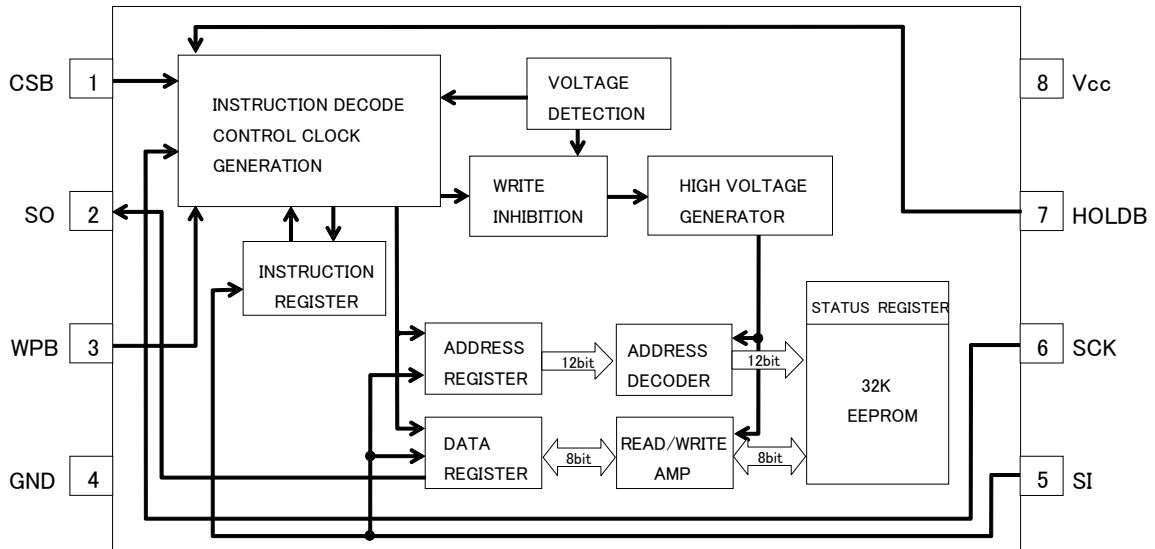 CSB
1
SO
2
WPB
3
GND
4
INSTRUCTION DECODE
CONTROL CLOCK
GENERATION
VOLTAGE
DETECTION
WRITE
INHIBITION
HIGH VOLTAGE
GENERATOR
INSTRUCTION
REGISTER
ADDRESS
REGISTER
12bit
ADDRESS
DECODER
12bit
STATUS REGISTER
32K
EEPROM
DATA
REGISTER
8bit
READ/WRITE
AMP
8bit
8
Vcc
7
HOLDB
6
SCK
5
SI